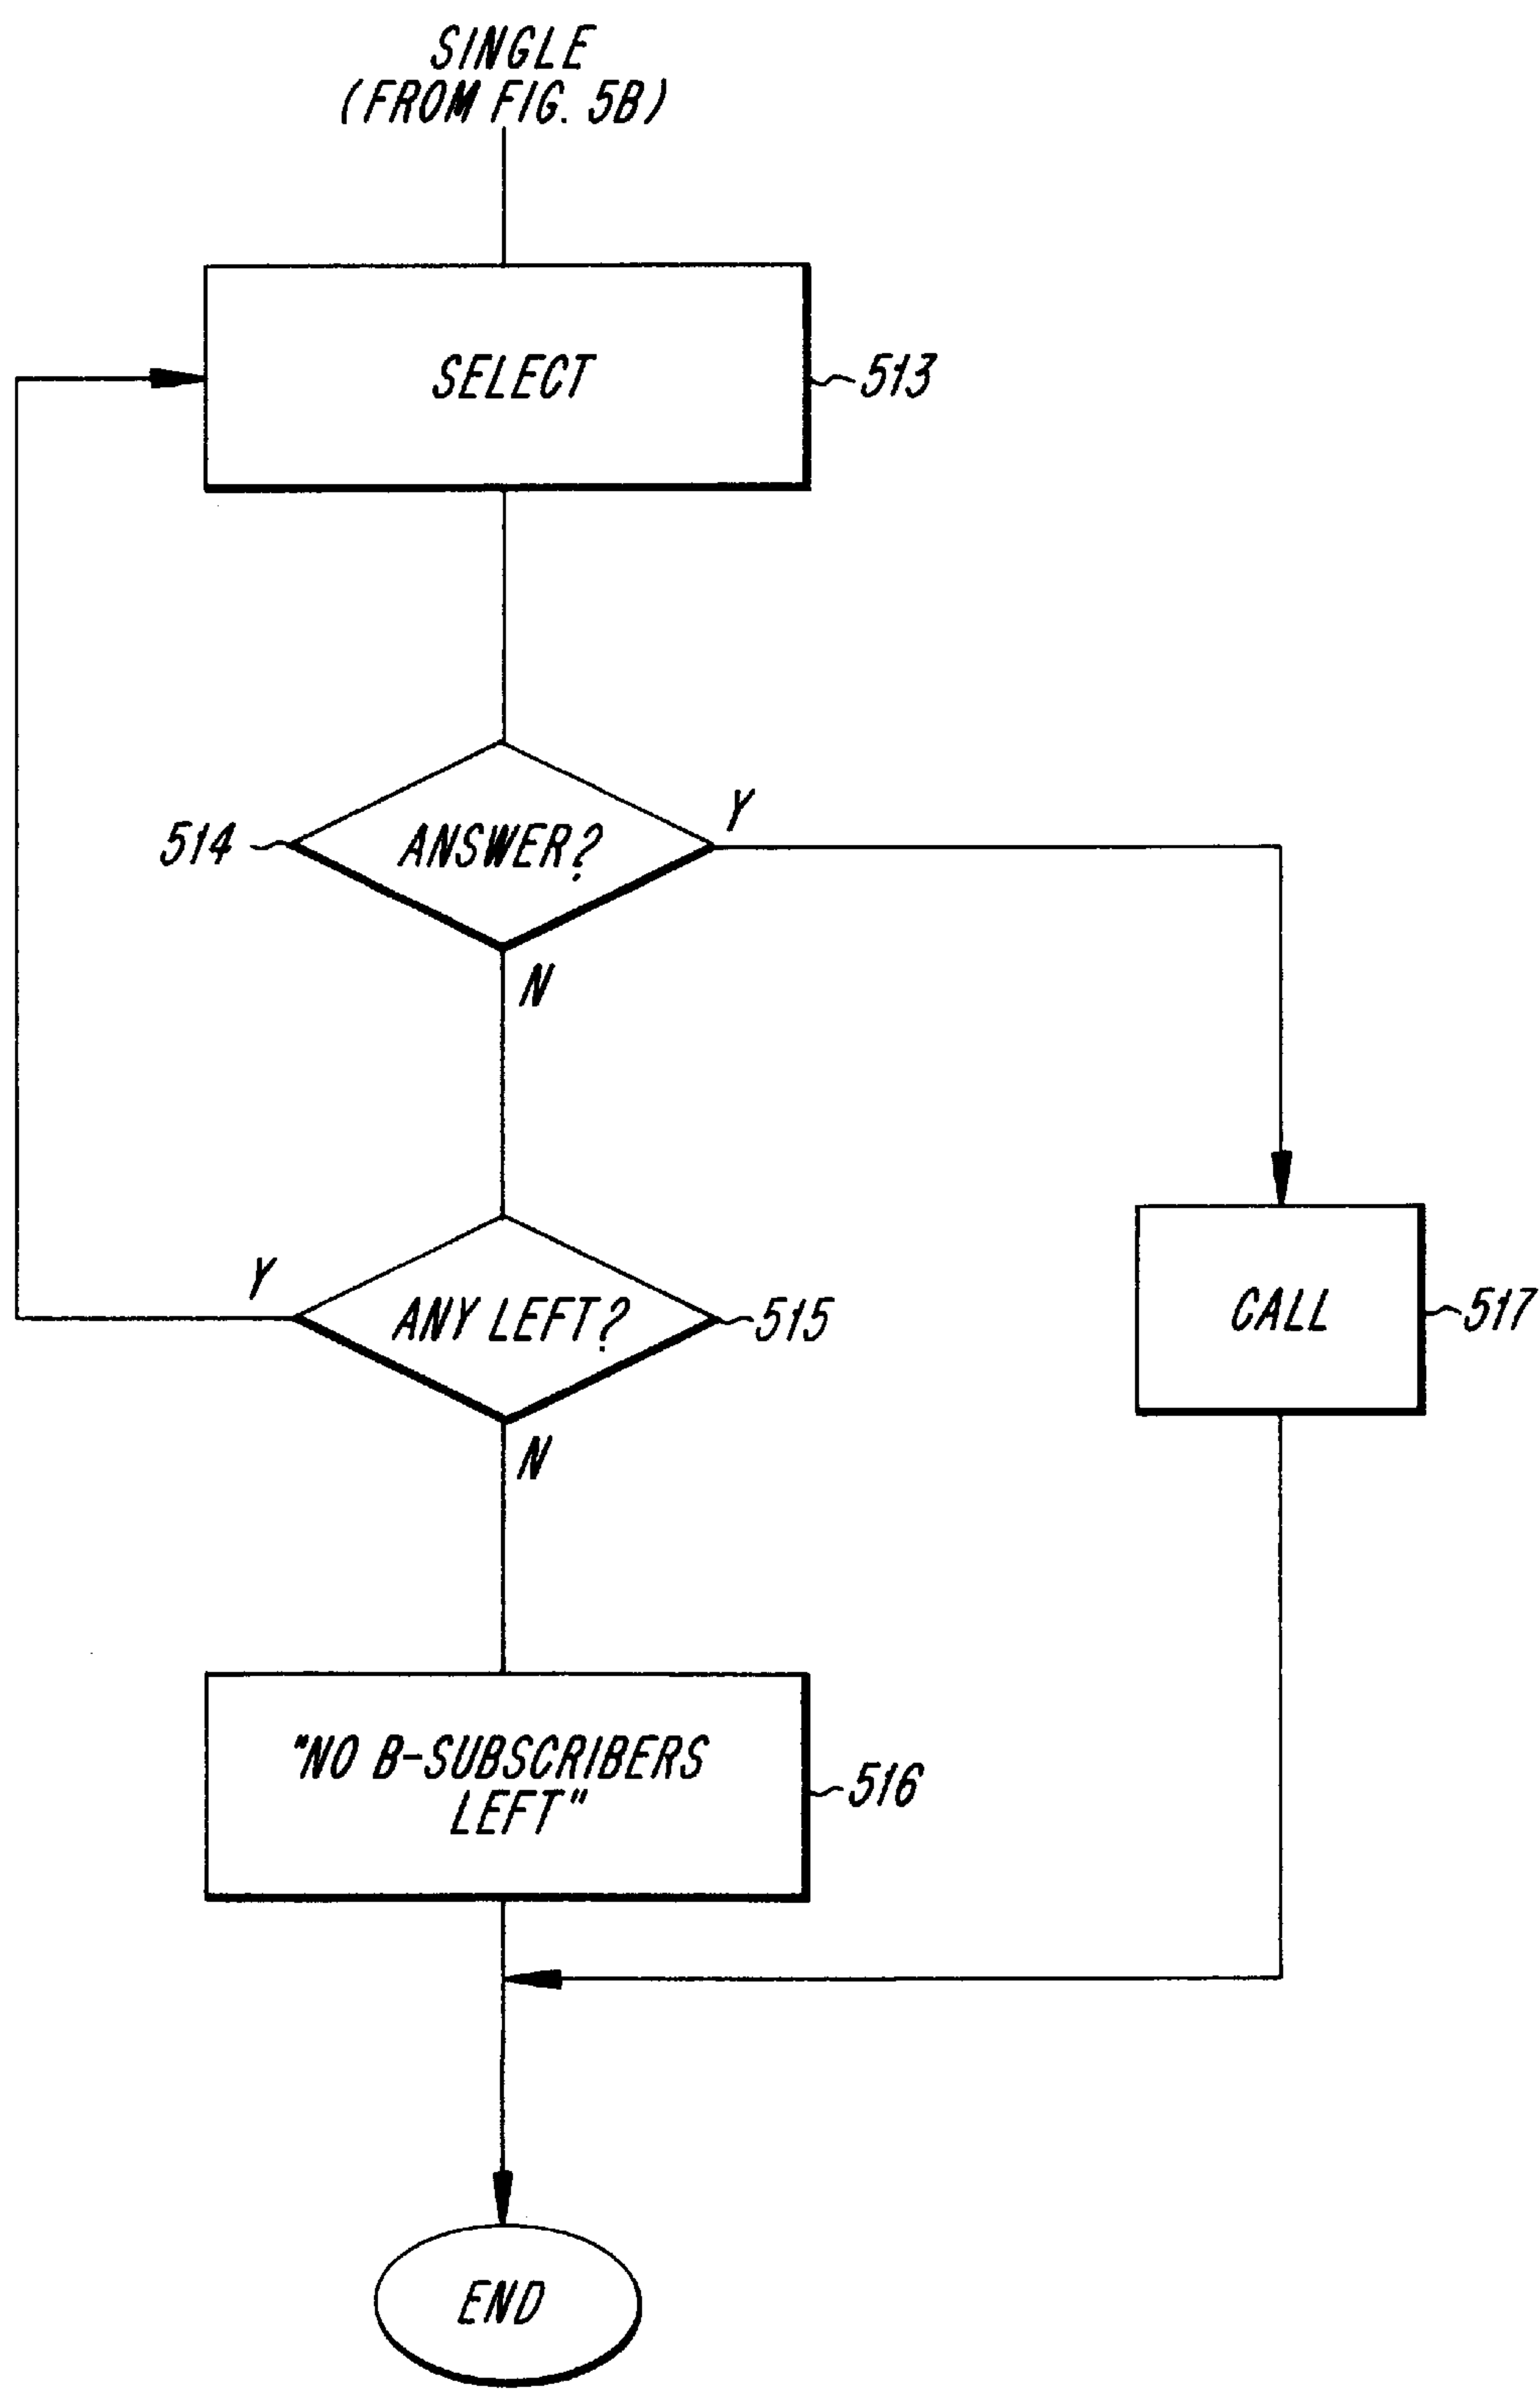 SINGLE
(FROM FIG. 5B)
SELECT
513
514
ANSWER?
Y
N
Y
ANY LEFT?
515
N
CALL
517
"NO B-SUBSCRIBERS
LEFT"
516
END